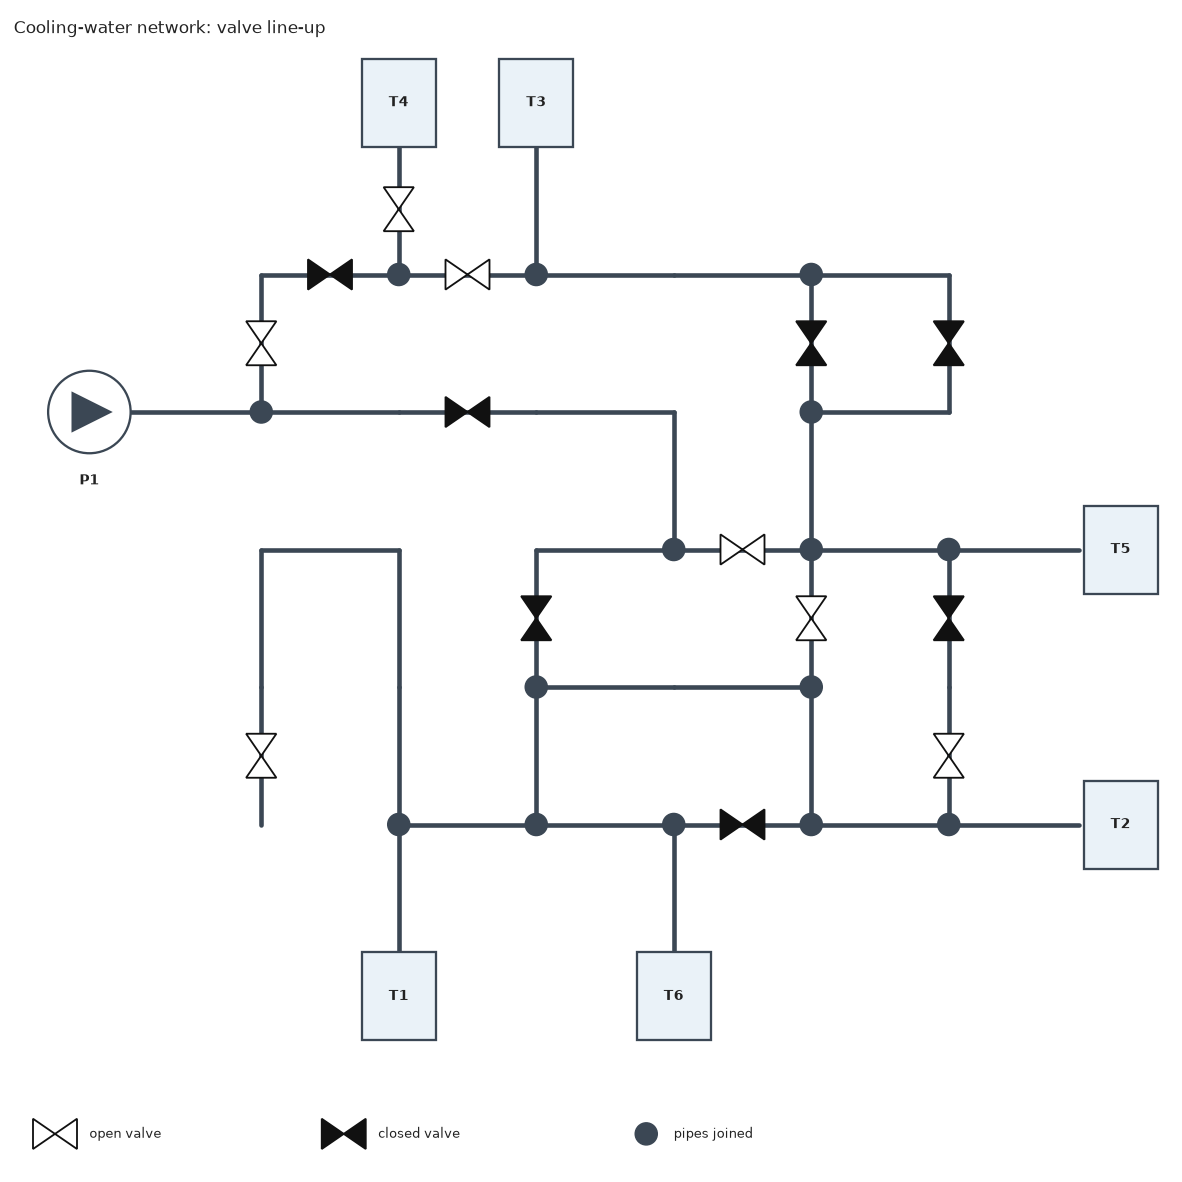 Cooling-water network: valve line-up
T4
T3
P1
T5
T2
T1
T6
open valve
closed valve
pipes joined